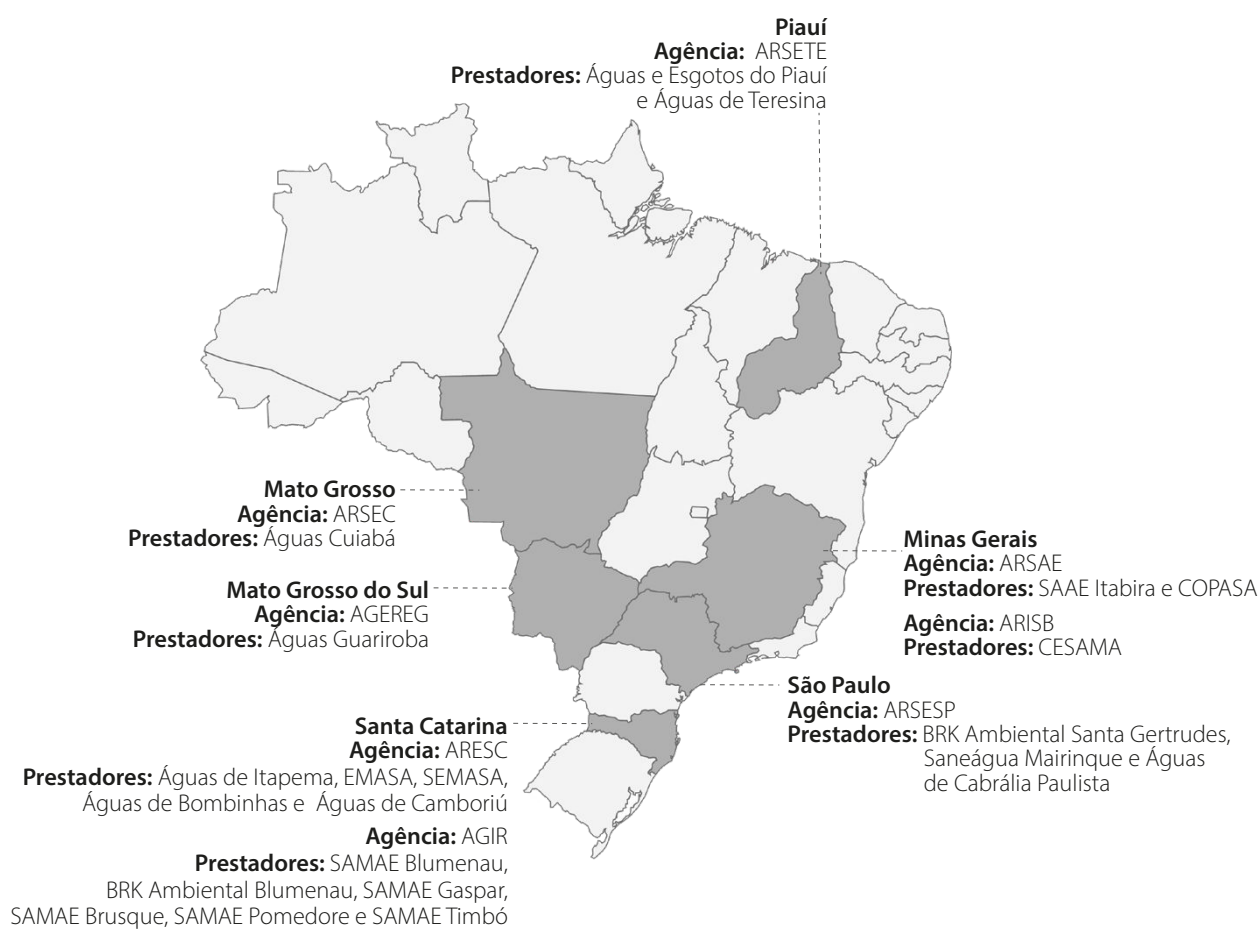 Piauí
Agência: ARSETE
Prestadores: Águas e Esgotos do Piauí
e Águas de Teresina
Mato Grosso
Agência: ARSEC
Prestadores: Águas Cuiabá
Mato Grosso do Sul
Agência: AGEREG
Prestadores: Águas Guariroba
Minas Gerais
Agência: ARSAE
Prestadores: SAAE Itabira e COPASA
Agência: ARISB
Prestadores: CESAMA
São Paulo
Agência: ARSESP
Prestadores: BRK Ambiental Santa Gertrudes,
Saneágua Mairinque e Águas
de Cabrália Paulista
Santa Catarina
Agência: ARESC
Prestadores: Águas de Itapema, EMASA, SEMASA,
Águas de Bombinhas e Águas de Camboriú
Agência: AGIR
Prestadores: SAMAE Blumenau,
BRK Ambiental Blumenau, SAMAE Gaspar,
SAMAE Brusque, SAMAE Pomedore e SAMAE Timbó